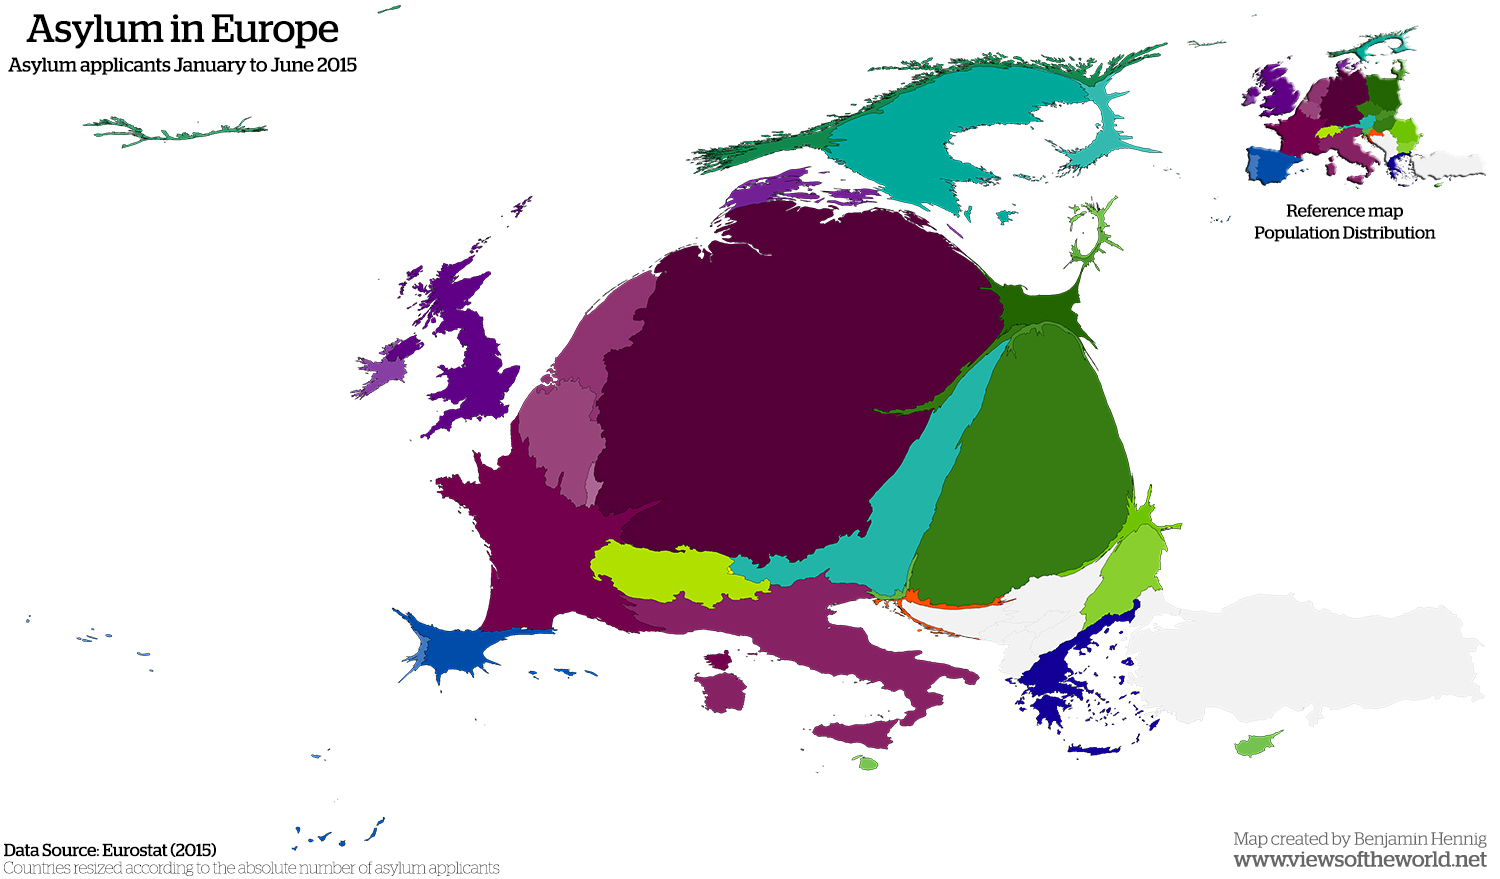 Asylum in Europe
Asylum applicants January to June 2015
Reference map
Population Distribution
Data Source: Eurostat (2015)
Countries resized according to the absolute number of asylum applicants
Map created by Benjamin Hennig
www.viewsoftheworld.net